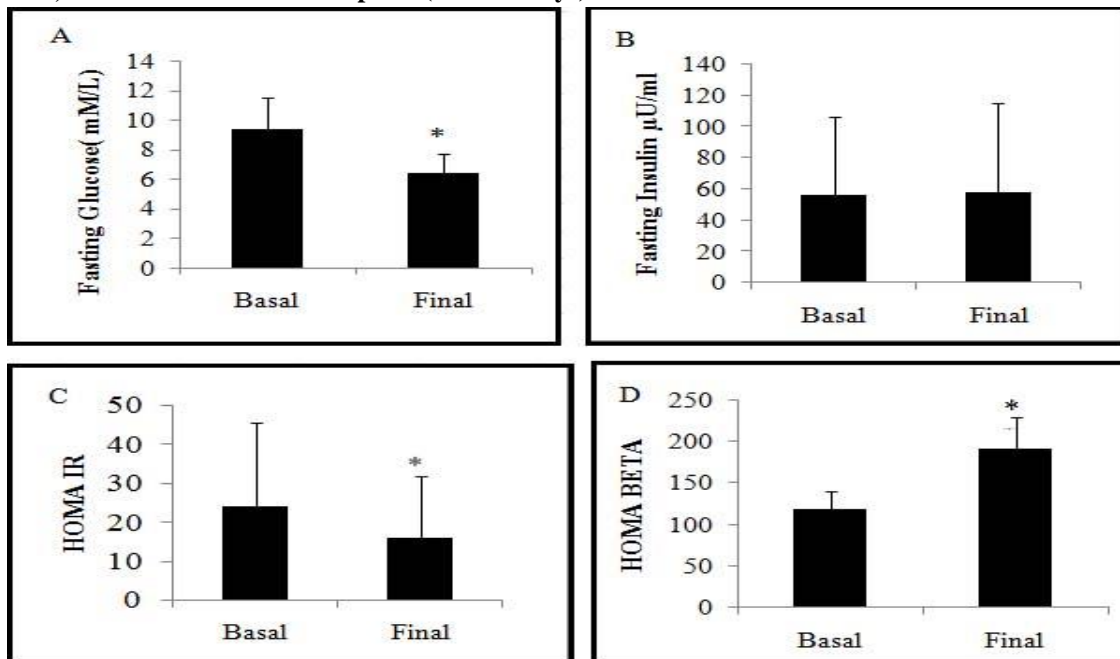 A
Fasting Glucose( mM/L)
14
12
10
8
6
4
2
0
*
Basal
Final
B
Fasting Insulin µU/ml
140
120
100
80
60
40
20
0
Basal
Final
C
HOMA IR
50
40
30
20
10
0
*
Basal
Final
D
HOMA BETA
250
200
150
100
50
0
*
Basal
Final